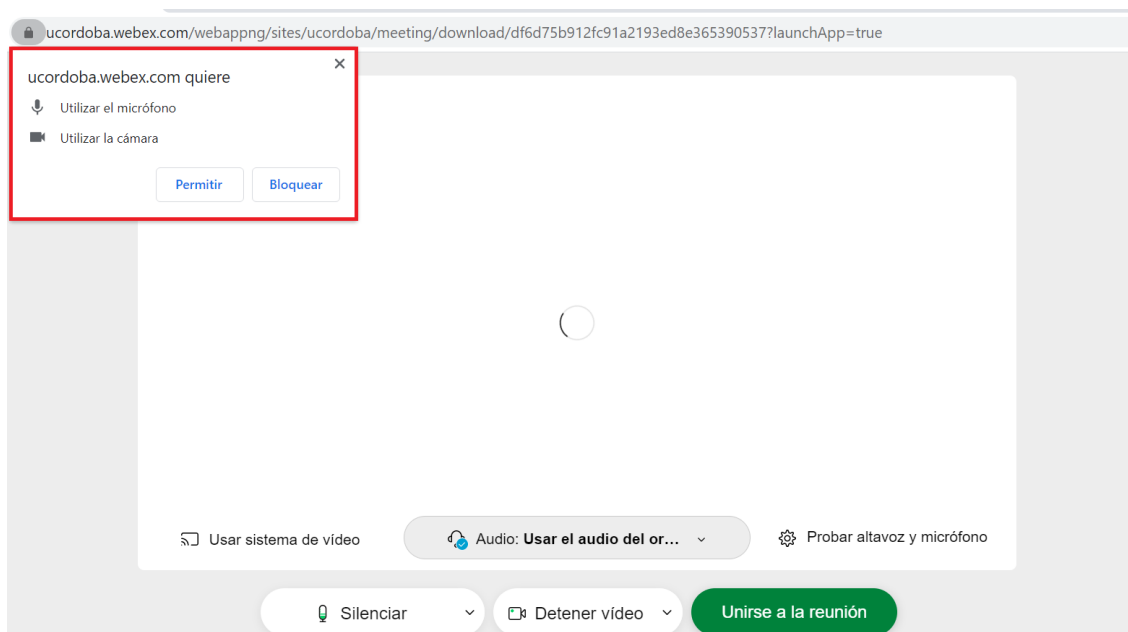 ucordoba.webex.com/webappng/sites/ucordoba/meeting/download/df6d75b912fc91a2193ed8e365390537?launchApp=true
ucordoba.webex.com quiere
Utilizar el micrófono
Utilizar la cámara
Permitir Bloquear
Usar sistema de vídeo Audio: Usar el audio del or... Probar altavoz y micrófono
Silenciar Detener vídeo Unirse a la reunión